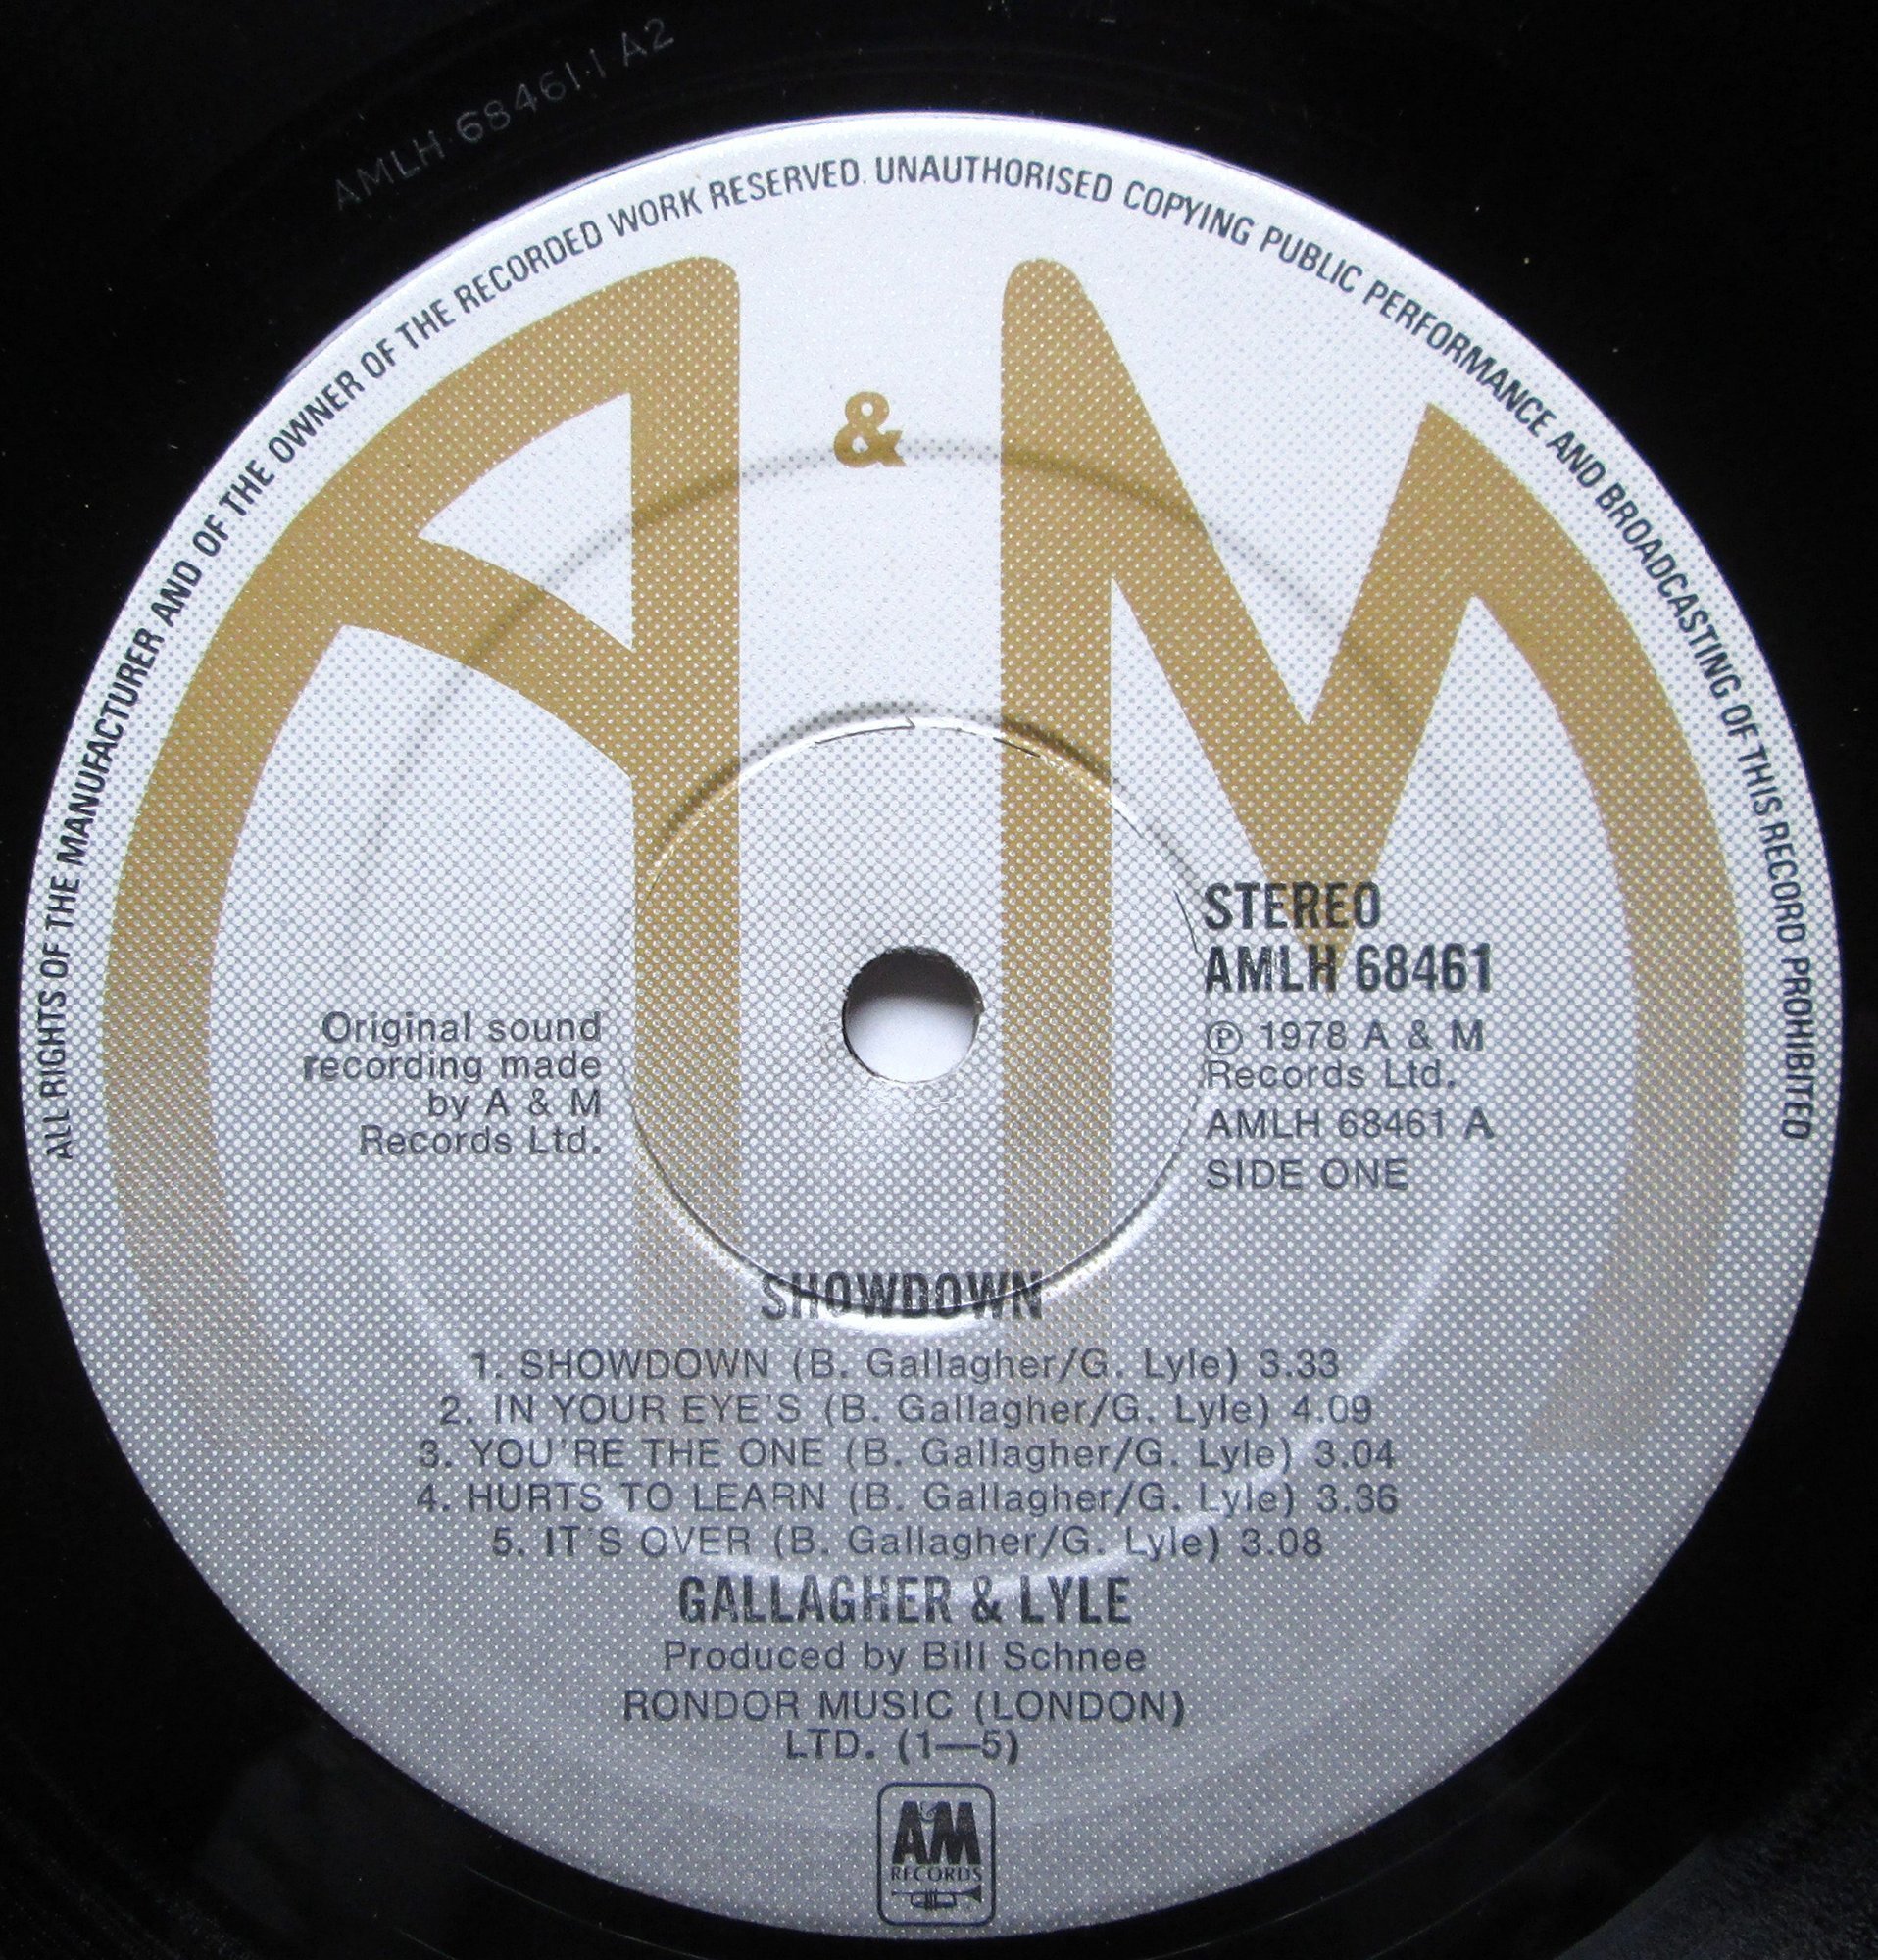 AMLH 68461·1 A2
ALL RIGHTS OF THE MANUFACTURER AND OF THE OWNER OF THE RECORDED WORK RESERVED. UNAUTHORISED COPYING PUBLIC PERFORMANCE AND BROADCASTING OF THIS RECORD PROHIBITED
A & M
STEREO
AMLH 68461
Ⓟ 1978 A & M
Records Ltd.
AMLH 68461 A
SIDE ONE
Original sound
recording made
by A & M
Records Ltd.
SHOWDOWN
1. SHOWDOWN (B. Gallagher/G. Lyle) 3.33
2. IN YOUR EYE'S (B. Gallagher/G. Lyle) 4.09
3. YOU'RE THE ONE (B. Gallagher/G. Lyle) 3.04
4. HURTS TO LEARN (B. Gallagher/G. Lyle) 3.36
5. IT'S OVER (B. Gallagher/G. Lyle) 3.08
GALLAGHER & LYLE
Produced by Bill Schnee
RONDOR MUSIC (LONDON)
LTD. (1—5)
A&M
RECORDS